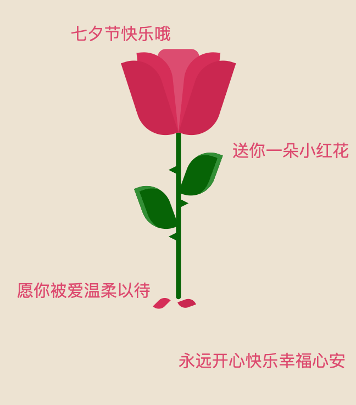 七夕节快乐哦
送你一朵小红花
愿你被爱温柔以待
永远开心快乐幸福心安